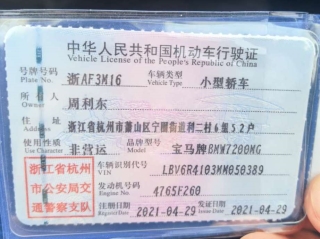 中华人民共和国机动车行驶证
Vehicle License of the People's Republic of China
号牌号码 浙AF3M16 车辆类型 小型轿车
Plate No. Vehicle Type
所有人 周利东
Owner
住址 浙江省杭州市萧山区宁围街道利二村6组52户
Address
使用性质 非营运 品牌型号 宝马牌BMW7200MG
Use Character Model
浙江省杭州市公安局交通警察支队
车辆识别代号 LBV6R4103MM050389
VIN
发动机号码 4765F260
Engine No.
注册日期 2021-04-29 发证日期 2021-04-29
Register Date Issue Date